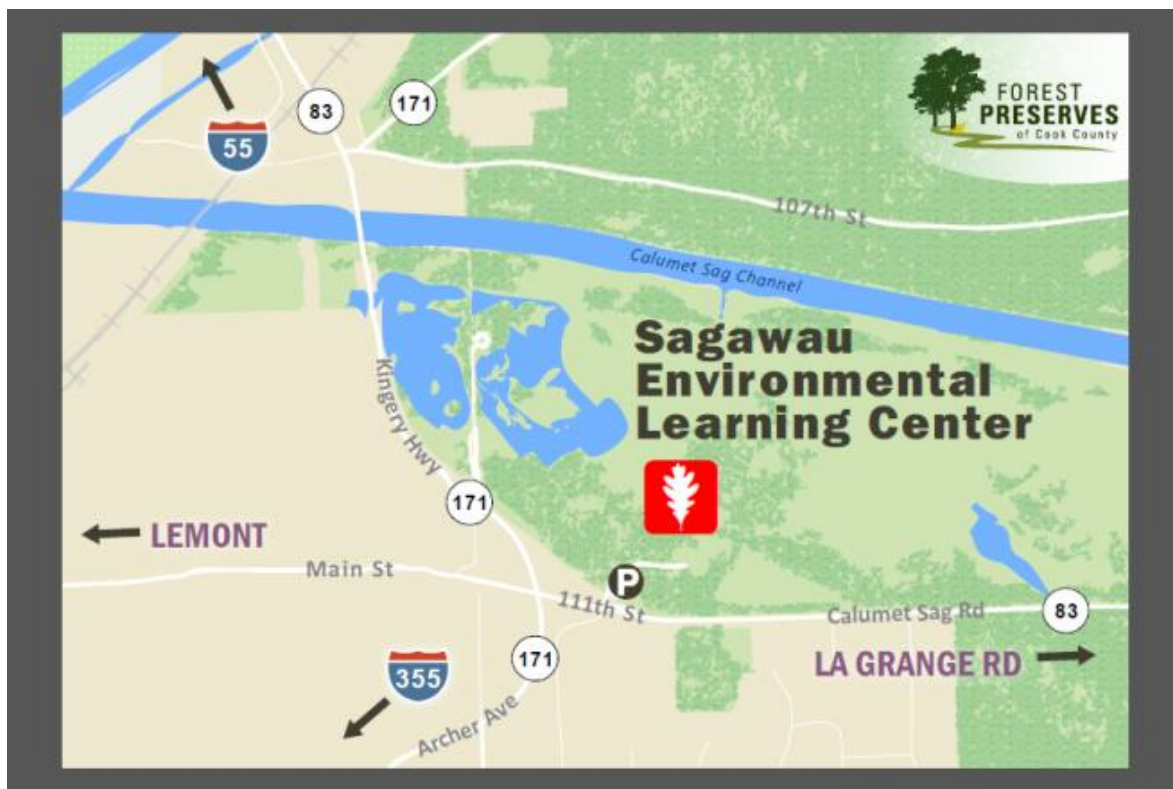 83
171
55
FOREST
PRESERVES
of Cook County
107th St
Calumet Sag Channel
Sagawau
Environmental
Learning Center
Kingery Hwy
171
LEMONT
Main St
P
111th St
Calumet Sag Rd
83
171
LA GRANGE RD
355
Archer Ave